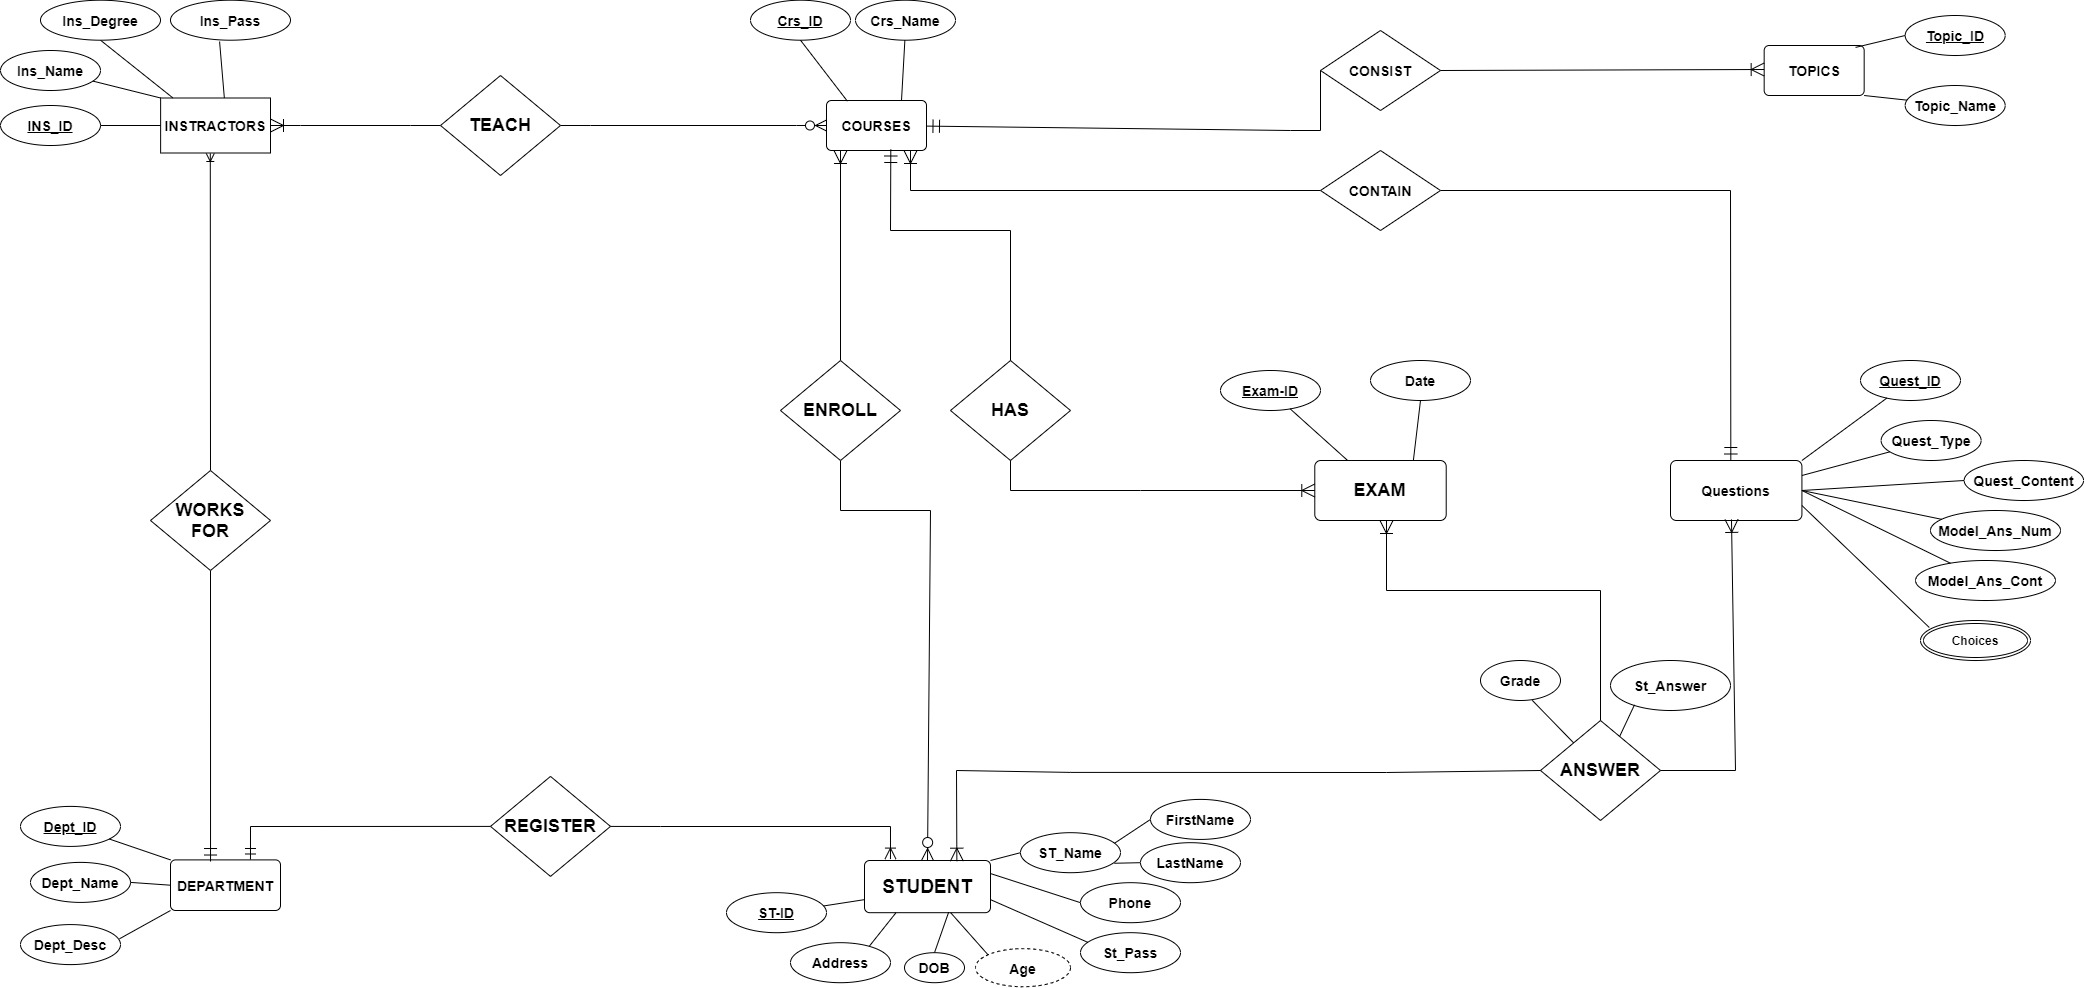 Ins_Degree
Ins_Pass
Crs_ID
Crs_Name
Topic_ID
Ins_Name
CONSIST
TOPICS
Topic_Name
INS_ID
INSTRACTORS
TEACH
COURSES
CONTAIN
Quest_ID
Exam-ID
Date
ENROLL
HAS
Quest_Type
EXAM
Questions
Quest_Content
WORKS
FOR
Model_Ans_Num
Model_Ans_Cont
Choices
Grade
St_Answer
ANSWER
Dept_ID
REGISTER
FirstName
ST_Name
LastName
Dept_Name
DEPARTMENT
STUDENT
Phone
ST-ID
Dept_Desc
Address
DOB
Age
St_Pass